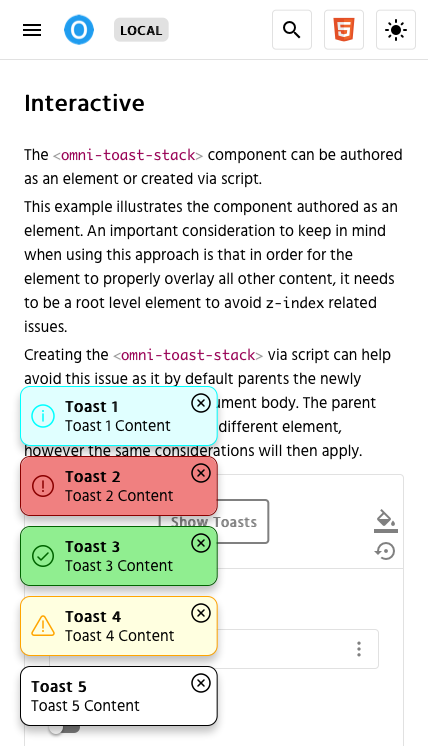 LOCAL
Interactive
The <omni-toast-stack> component can be authored
as an element or created via script.
This example illustrates the component authored as an
element. An important consideration to keep in mind
when using this approach is that in order for the
element to properly overlay all other content, it needs
to be a root level element to avoid z-index related
issues.
Creating the <omni-toast-stack> via script can help
avoid this issue as it by default parents the newly
document body. The parent
different element,
however the same considerations will then apply.
Toast 1
Toast 1 Content
Toast 2
Toast 2 Content
Show Toasts
Toast 3
Toast 3 Content
Toast 4
Toast 4 Content
Toast 5
Toast 5 Content